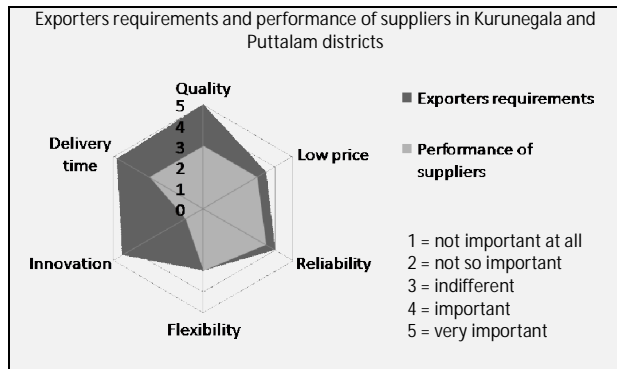 Exporters requirements and performance of suppliers in Kurunegala and
Puttalam districts
Quality
5
4
3
2
1
0
Delivery
time
Low price
Innovation
Reliability
Flexibility
Exporters requirements
Performance of
suppliers
1 = not important at all
2 = not so important
3 = indifferent
4 = important
5 = very important